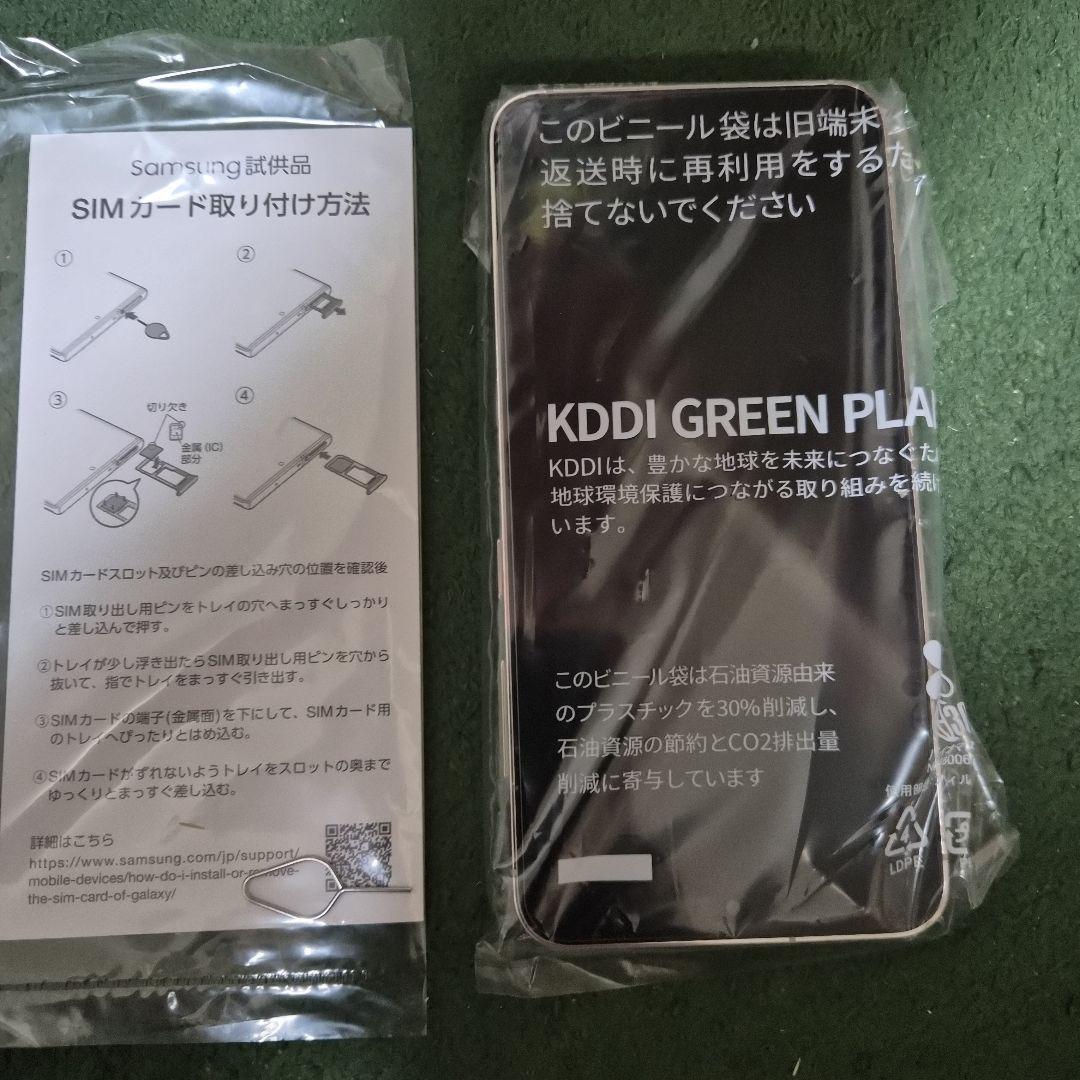 Samsung試供品
SIMカード取り付け方法
①
②
③
④
切り欠き
金属(IC)
部分
SIMカードスロット及びピンの差し込み穴の位置を確認後
①SIM取り出し用ピンをトレイの穴へまっすぐしっかり
と差し込んで押す。
②トレイが少し浮き出たらSIM取り出し用ピンを穴から
抜いて、指でトレイをまっすぐ引き出す。
③SIMカードの端子(金属面)を下にして、SIMカード用
のトレイへぴったりとはめ込む。
④SIMカードがずれないようトレイをスロットの奥まで
ゆっくりとまっすぐ差し込む。
詳細はこちら
https://www.samsung.com/jp/support/
mobile-devices/how-do-i-install-or-remove-
the-sim-card-of-galaxy/
このビニール袋は旧端末
返送時に再利用をするた
捨てないでください
KDDI GREEN PLA
KDDIは、豊かな地球を未来につなぐた
地球環境保護につながる取り組みを続け
います。
このビニール袋は石油資源由来
のプラスチックを30%削減し、
石油資源の節約とCO2排出量
削減に寄与しています
LDPE